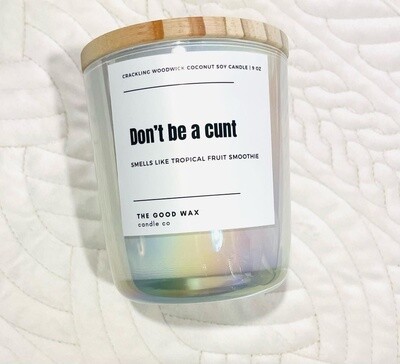 CRACKLING WOODWICK COCONUT SOY CANDLE | 9 OZ
Don't be a cunt
SMELLS LIKE TROPICAL FRUIT SMOOTHIE
THE GOOD WAX
candle co